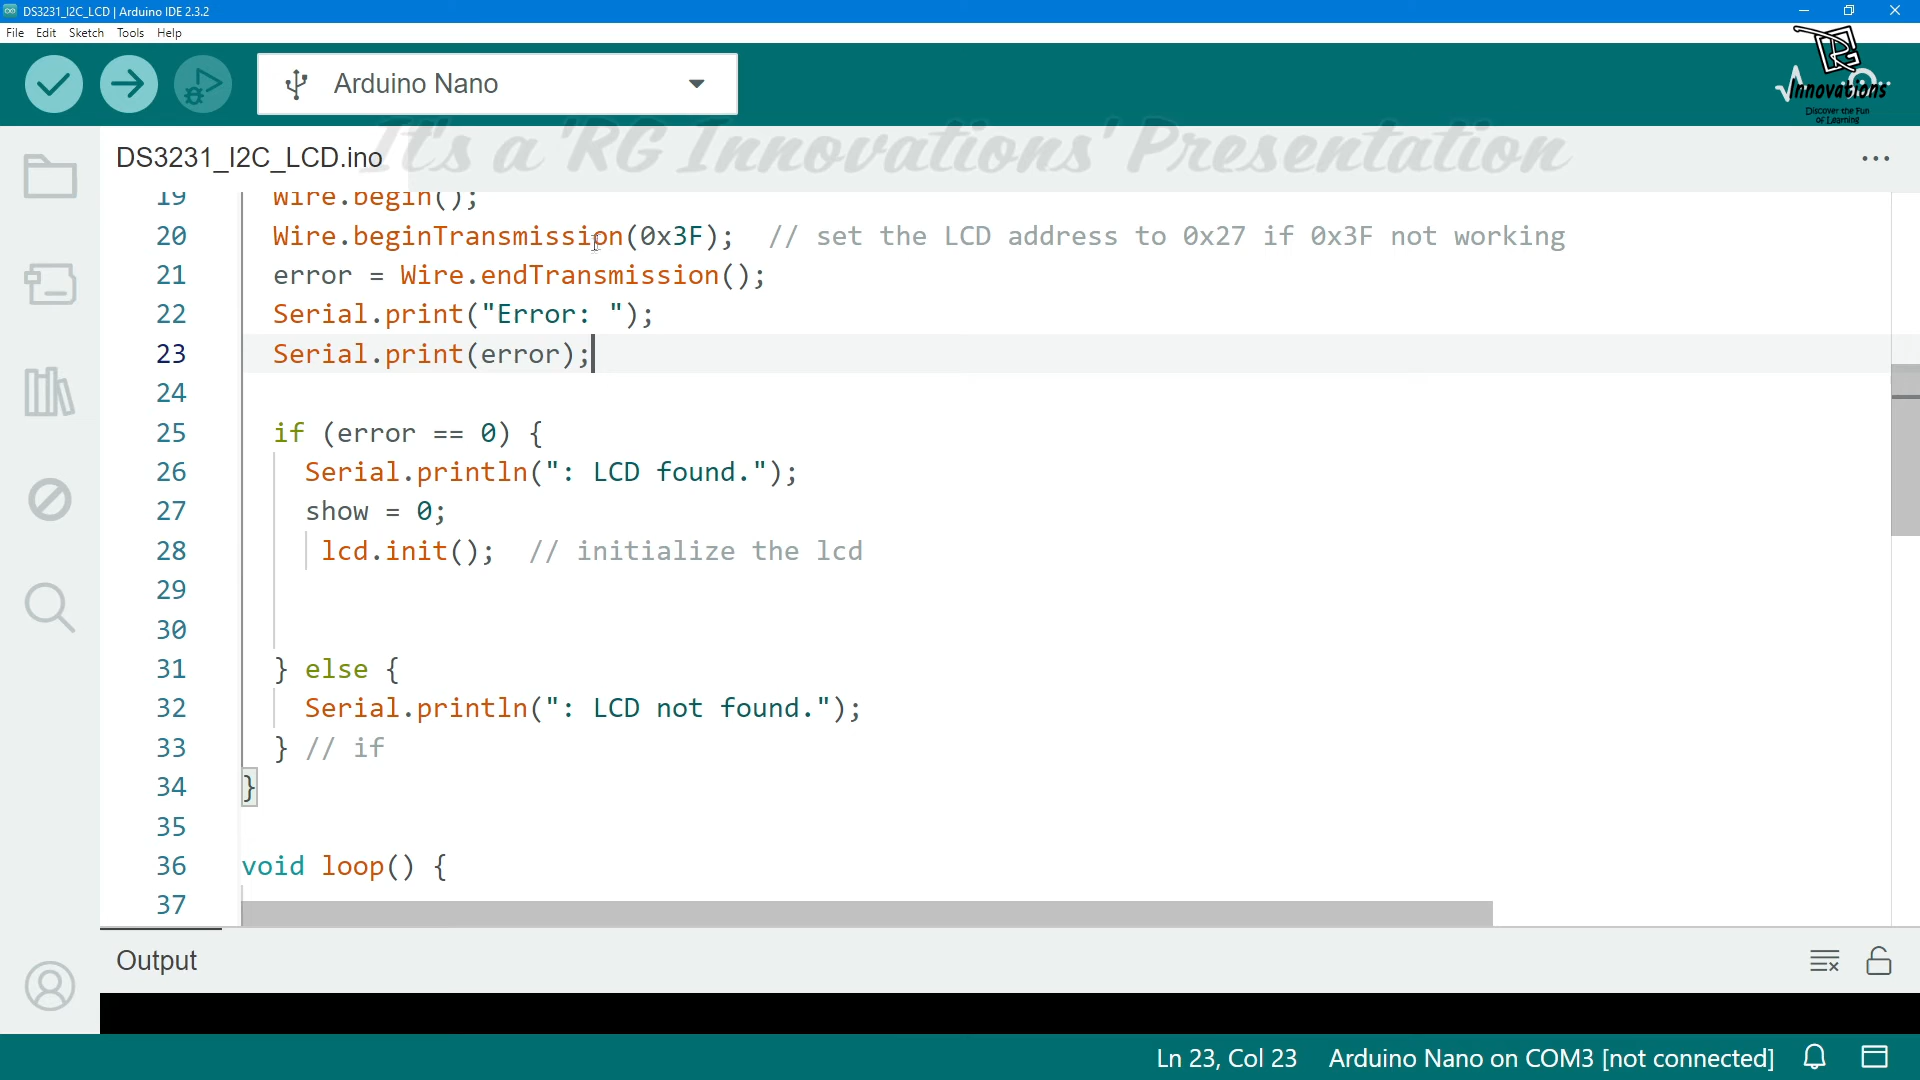 DS3231_I2C_LCD | Arduino IDE 2.3.2
File Edit Sketch Tools Help
Arduino Nano
Innovations
Discover the Fun
of Learning
It's a 'RG Innovations' Presentation
DS3231_I2C_LCD.ino
19 Wire.begin();
20 Wire.beginTransmission(0x3F); // set the LCD address to 0x27 if 0x3F not working
21 error = Wire.endTransmission();
22 Serial.print("Error: ");
23 Serial.print(error);
24
25 if (error == 0) {
26 Serial.println(": LCD found.");
27 show = 0;
28 lcd.init(); // initialize the lcd
29
30
31 } else {
32 Serial.println(": LCD not found.");
33 } // if
34 }
35
36 void loop() {
37
Output
Ln 23, Col 23 Arduino Nano on COM3 [not connected]